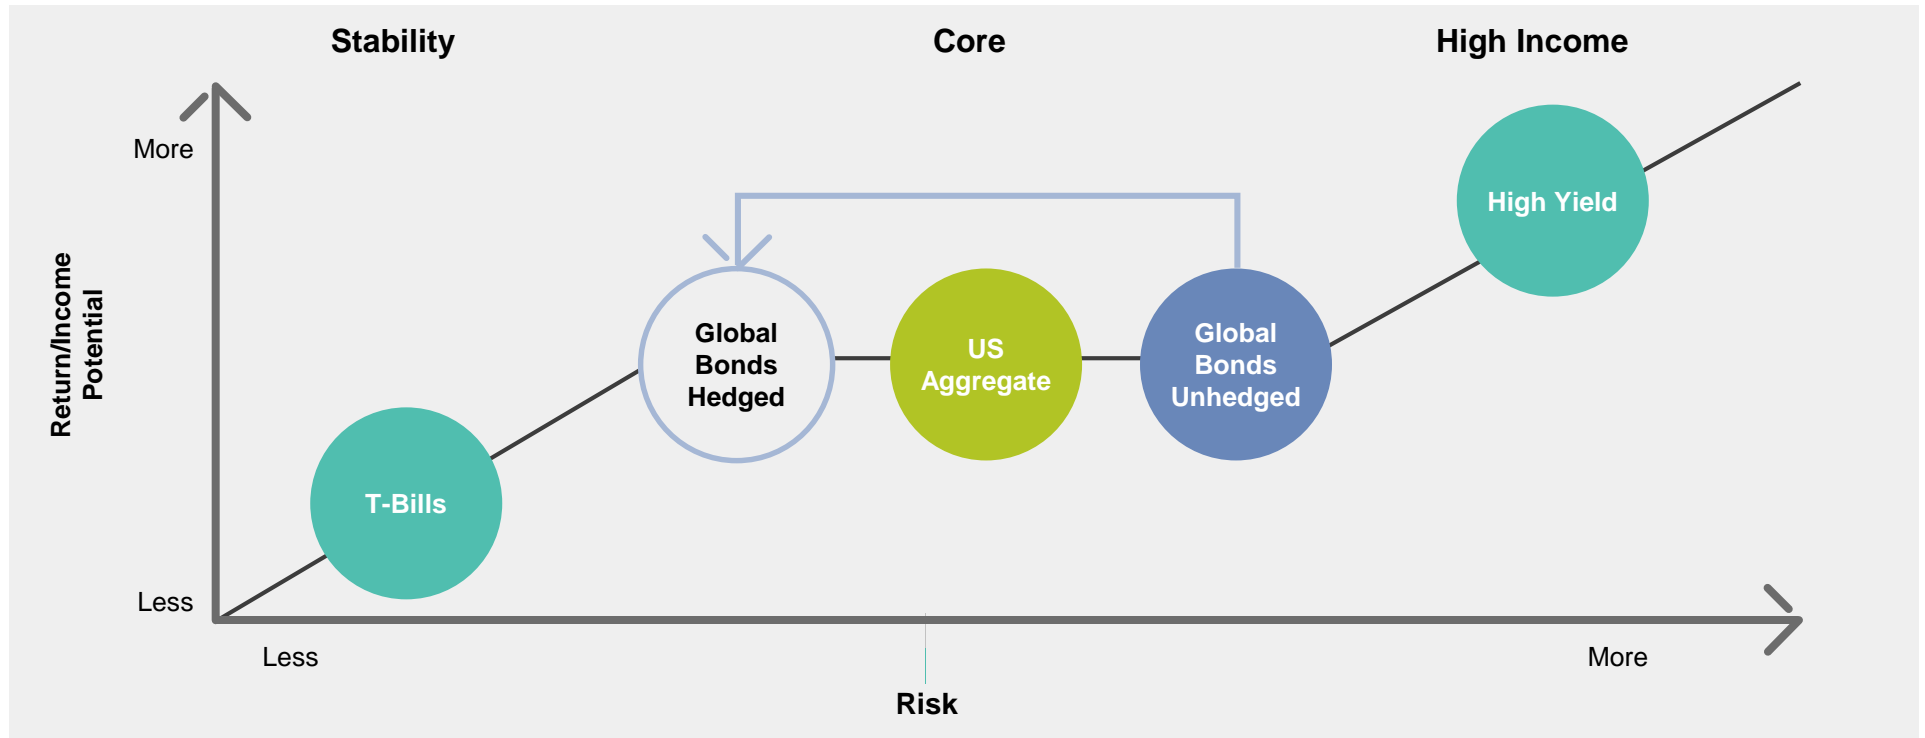 Stability
Core
High Income
More
Return/Income
Potential
High Yield
Global
Bonds
Hedged
US
Aggregate
Global
Bonds
Unhedged
T-Bills
Less
Less
More
Risk